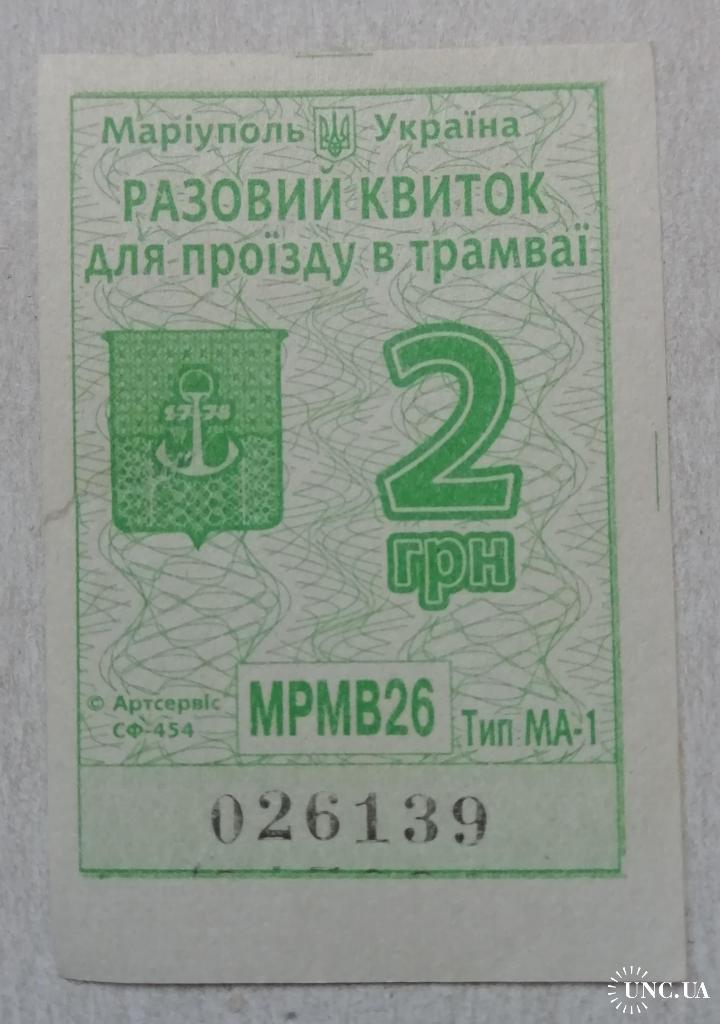 Маріуполь Україна
РАЗОВИЙ КВИТОК
для проїзду в трамваї
1778
2
грн
© Артсервіс
СФ-454
МРМВ26
Тип МА-1
026139
UNC.UA